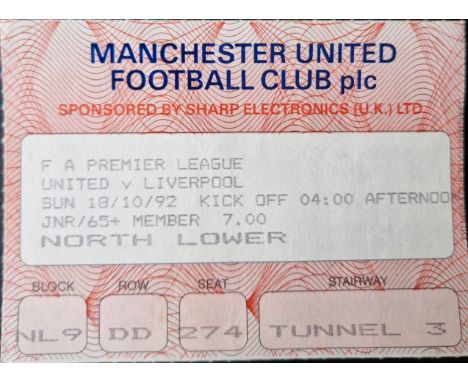 MANCHESTER UNITED
FOOTBALL CLUB plc
SPONSORED BY SHARP ELECTRONICS (U.K.) LTD.
F A PREMIER LEAGUE
UNITED v LIVERPOOL
SUN 18/10/92 KICK OFF 04:00 AFTERNOO
JNR/65+ MEMBER 7.00
NORTH LOWER
BLOCK ROW SEAT STAIRWAY
NL9 DD 274 TUNNEL 3